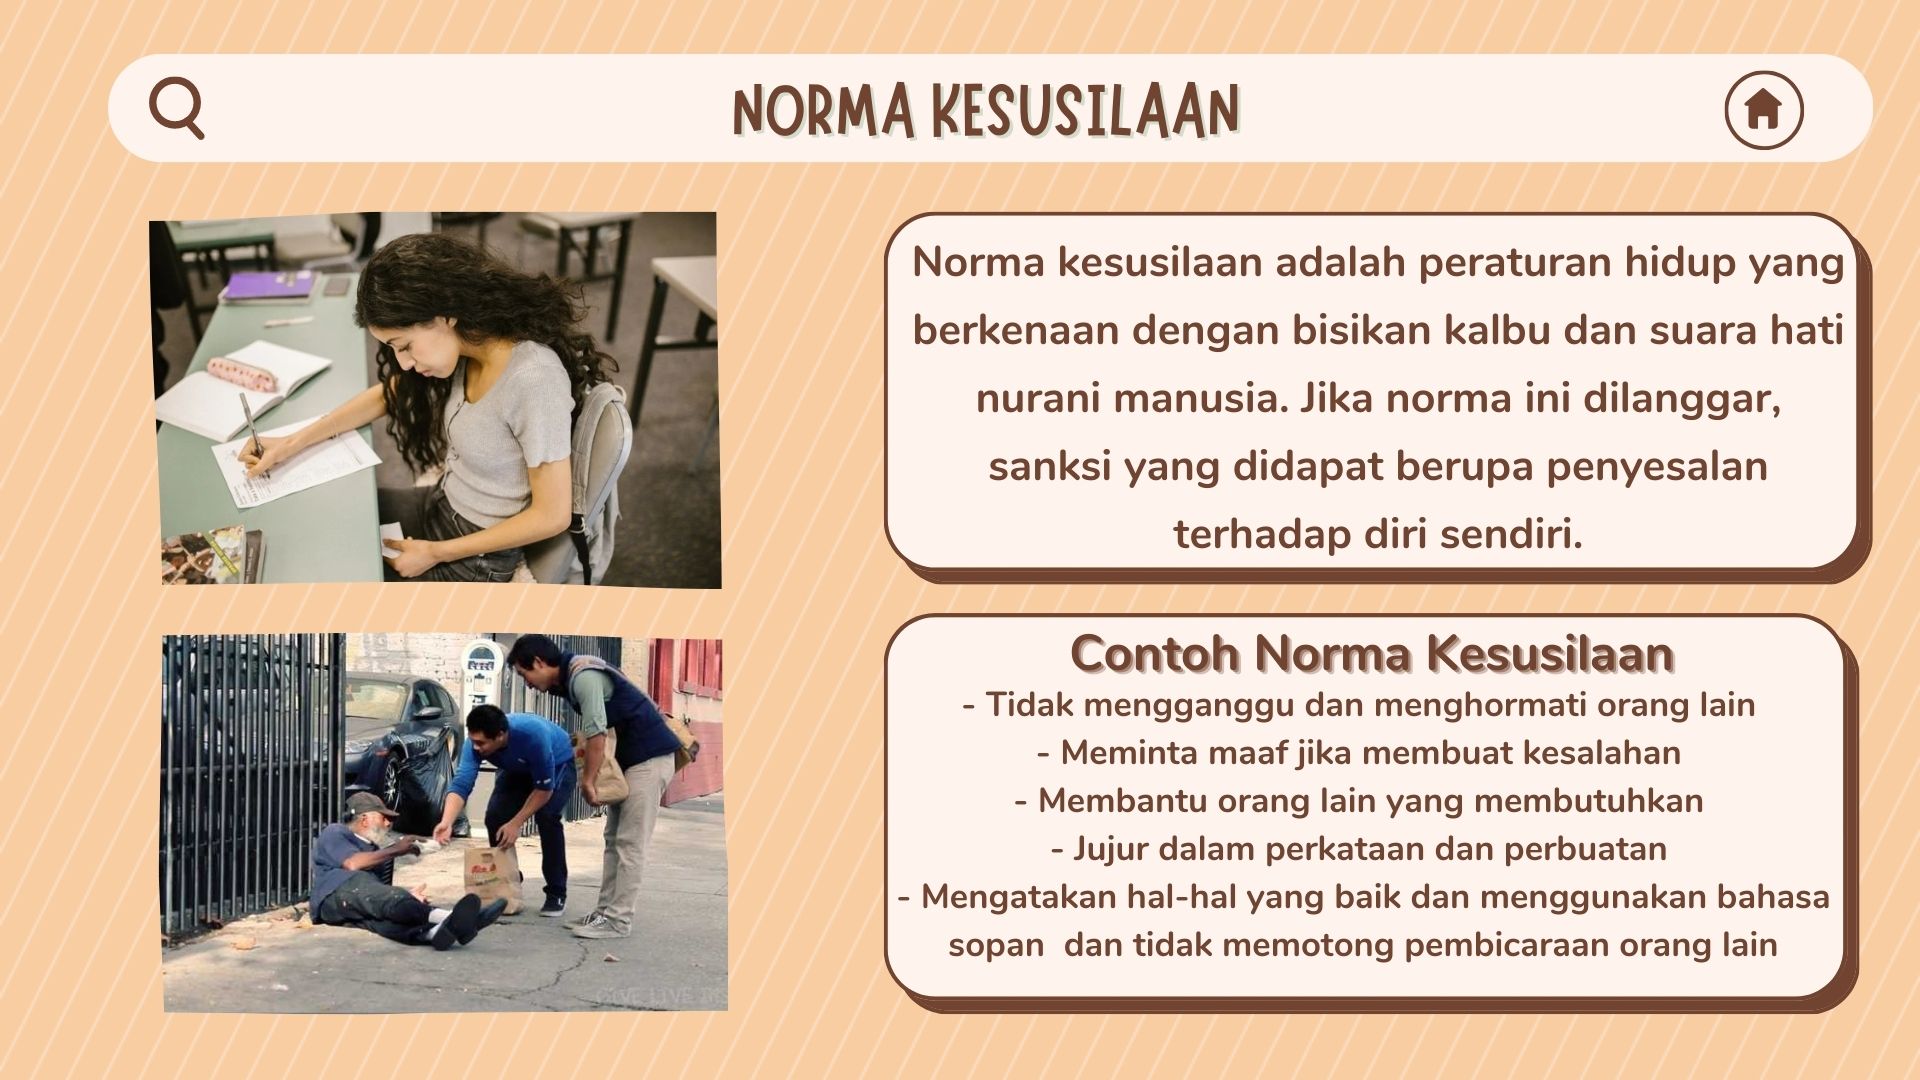 NORMA KESUSILAAN
Norma kesusilaan adalah peraturan hidup yang
berkenaan dengan bisikan kalbu dan suara hati
nurani manusia. Jika norma ini dilanggar,
sanksi yang didapat berupa penyesalan
terhadap diri sendiri.
Contoh Norma Kesusilaan
- Tidak mengganggu dan menghormati orang lain
- Meminta maaf jika membuat kesalahan
- Membantu orang lain yang membutuhkan
- Jujur dalam perkataan dan perbuatan
- Mengatakan hal-hal yang baik dan menggunakan bahasa
sopan  dan tidak memotong pembicaraan orang lain